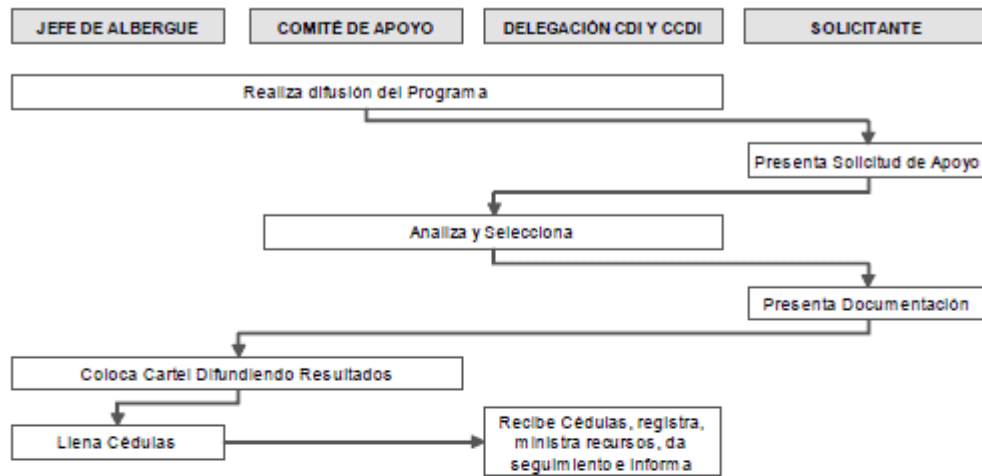 JEFE DE ALBERGUE
COMITÉ DE APOYO
DELEGACIÓN CDI Y CCDI
SOLICITANTE
Realiza difusión del Programa
Presenta Solicitud de Apoyo
Analiza y Selecciona
Presenta Documentación
Coloca Cartel Difundiendo Resultados
Llena Cédulas
Recibe Cédulas, registra,
ministra recursos, da
seguimiento e informa